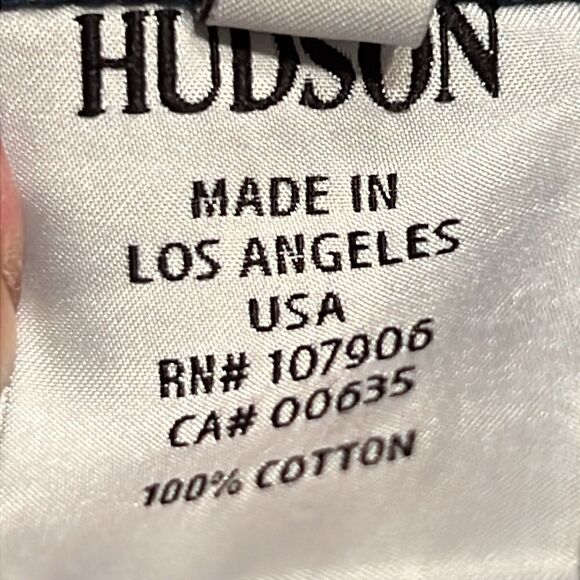 HUDSON
MADE IN
LOS ANGELES
USA
RN# 107906
CA# 00635
100% COTTON